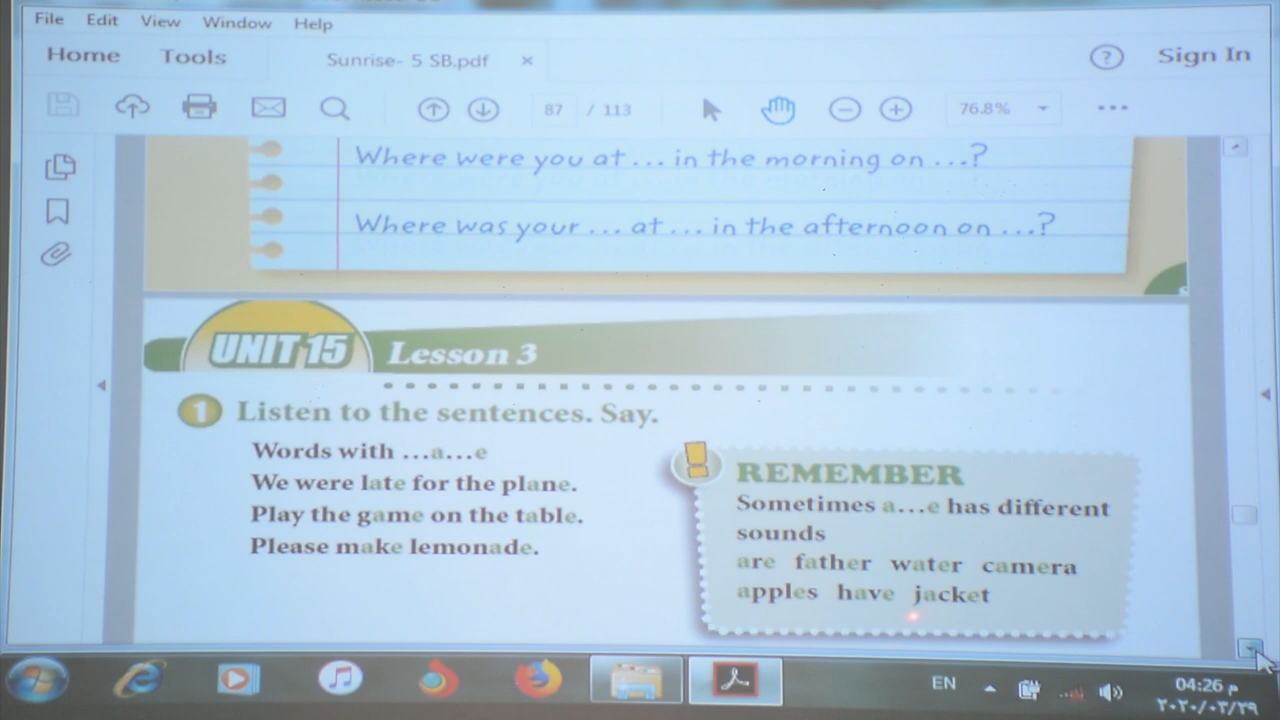 File Edit View Window Help
Home Tools Sunrise- 5 SB.pdf × ? Sign In
87 / 113 76.8%
Where were you at ... in the morning on ...?
Where was your ... at ... in the afternoon on ...?
UNIT 15 Lesson 3
1 Listen to the sentences. Say.
Words with ...a...e
We were late for the plane.
Play the game on the table.
Please make lemonade.
! REMEMBER
Sometimes a...e has different
sounds
are father water camera
apples have jacket
EN
04:26 م
٢٠٢٠/٠٣/٢٩